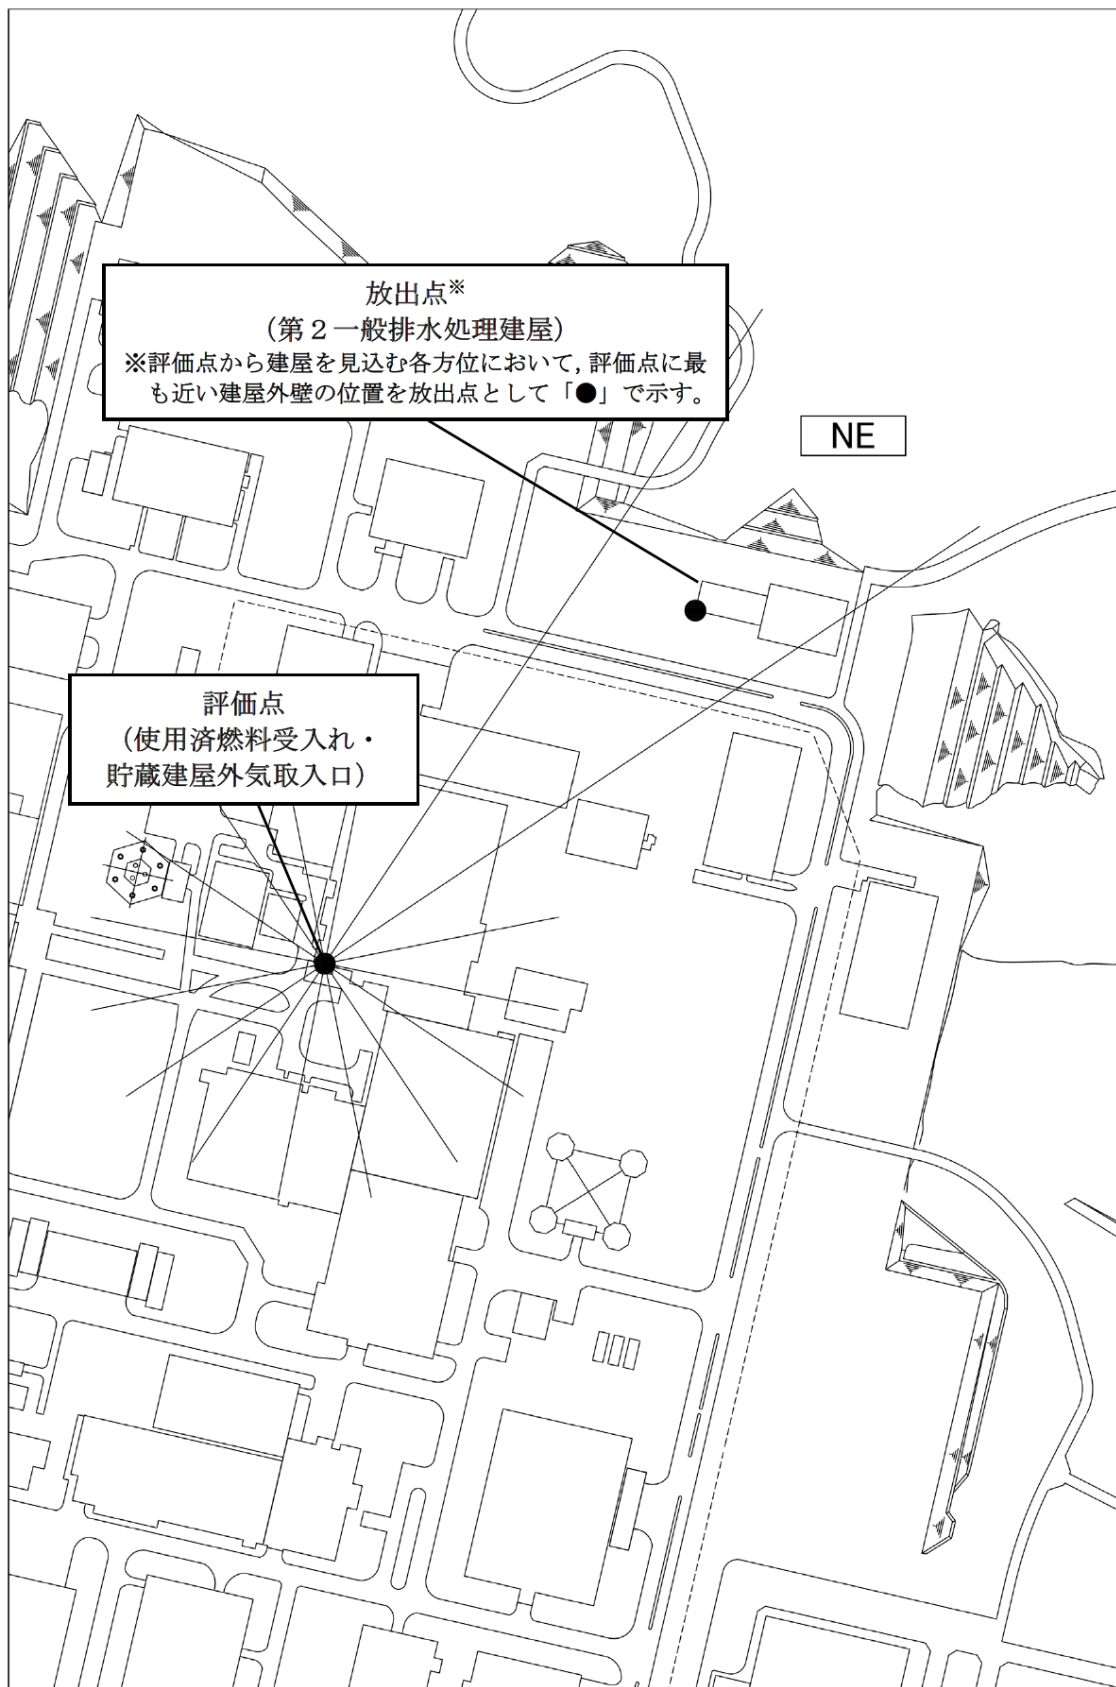 放出点※
（第２一般排水処理建屋）
※評価点から建屋を見込む各方位において，評価点に最
も近い建屋外壁の位置を放出点として「●」で示す。
NE
評価点
（使用済燃料受入れ・
貯蔵建屋外気取入口）